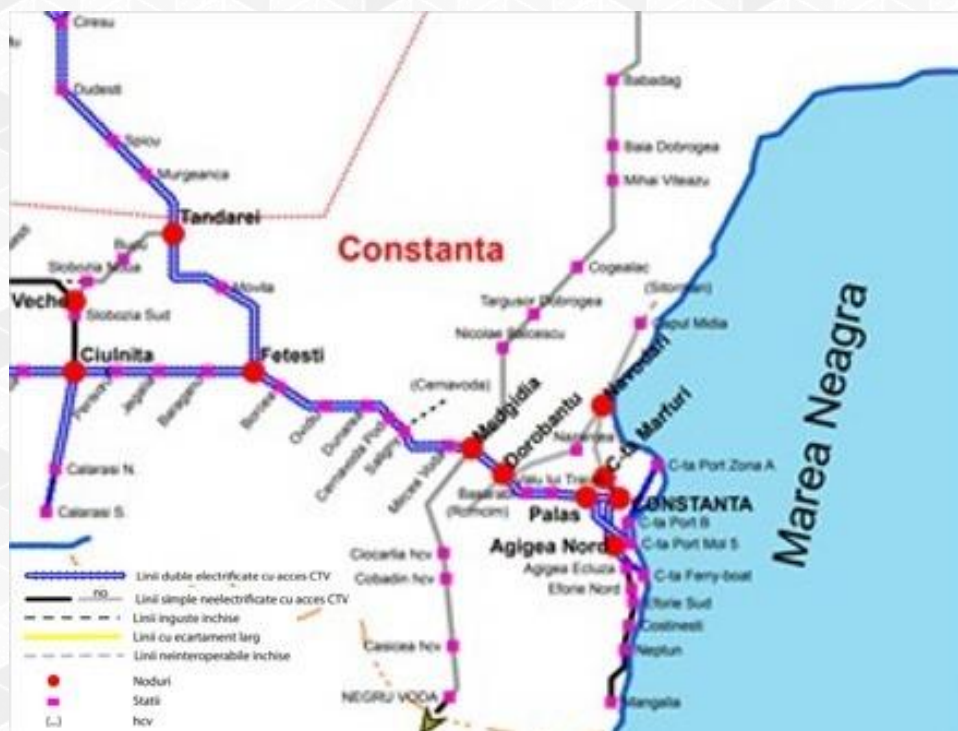 Ciresu
Dudesti
Spicu
Murgeanca
Tandarei
Slobozia Noua
Veche
Slobozia Sud
Movila
Ciulnita
Fetesti
Jegalia
Baraganu
Borcea
Ovidiu
Dunarea
Cernavoda Pod
Saligny
(Cernavoda)
Mircea Voda
Calarasi N.
Calarasi S.
Constanta
Babadag
Baia Dobrogea
Mihai Viteazu
Cogealac
Targusor Dobrogea
Nicolae Balcescu
(Sitorman)
Capul Midia
Navodari
Medgidia
Dorobantu
Nazarcea
C-ta Marfuri
Valu lui Traian
Basarabi
(Romcim)
C-ta Port Zona A
CONSTANTA
Palas
C-ta Port B
Agigea Nord
C-ta Port Mol 5
Agigea Ecluza
C-ta Ferry-boat
Eforie Nord
Eforie Sud
Costinesti
Neptun
Mangalia
Ciocarlia hcv
Cobadin hcv
Casicea hcv
NEGRU VODA
Marea Neagra
Linii duble electrificate cu acces CTV
no
Linii simple neelectrificate cu acces CTV
Linii inguste inchise
Linii cu ecartament larg
Linii neinteroperabile inchise
Noduri
Statii
(...) hcv